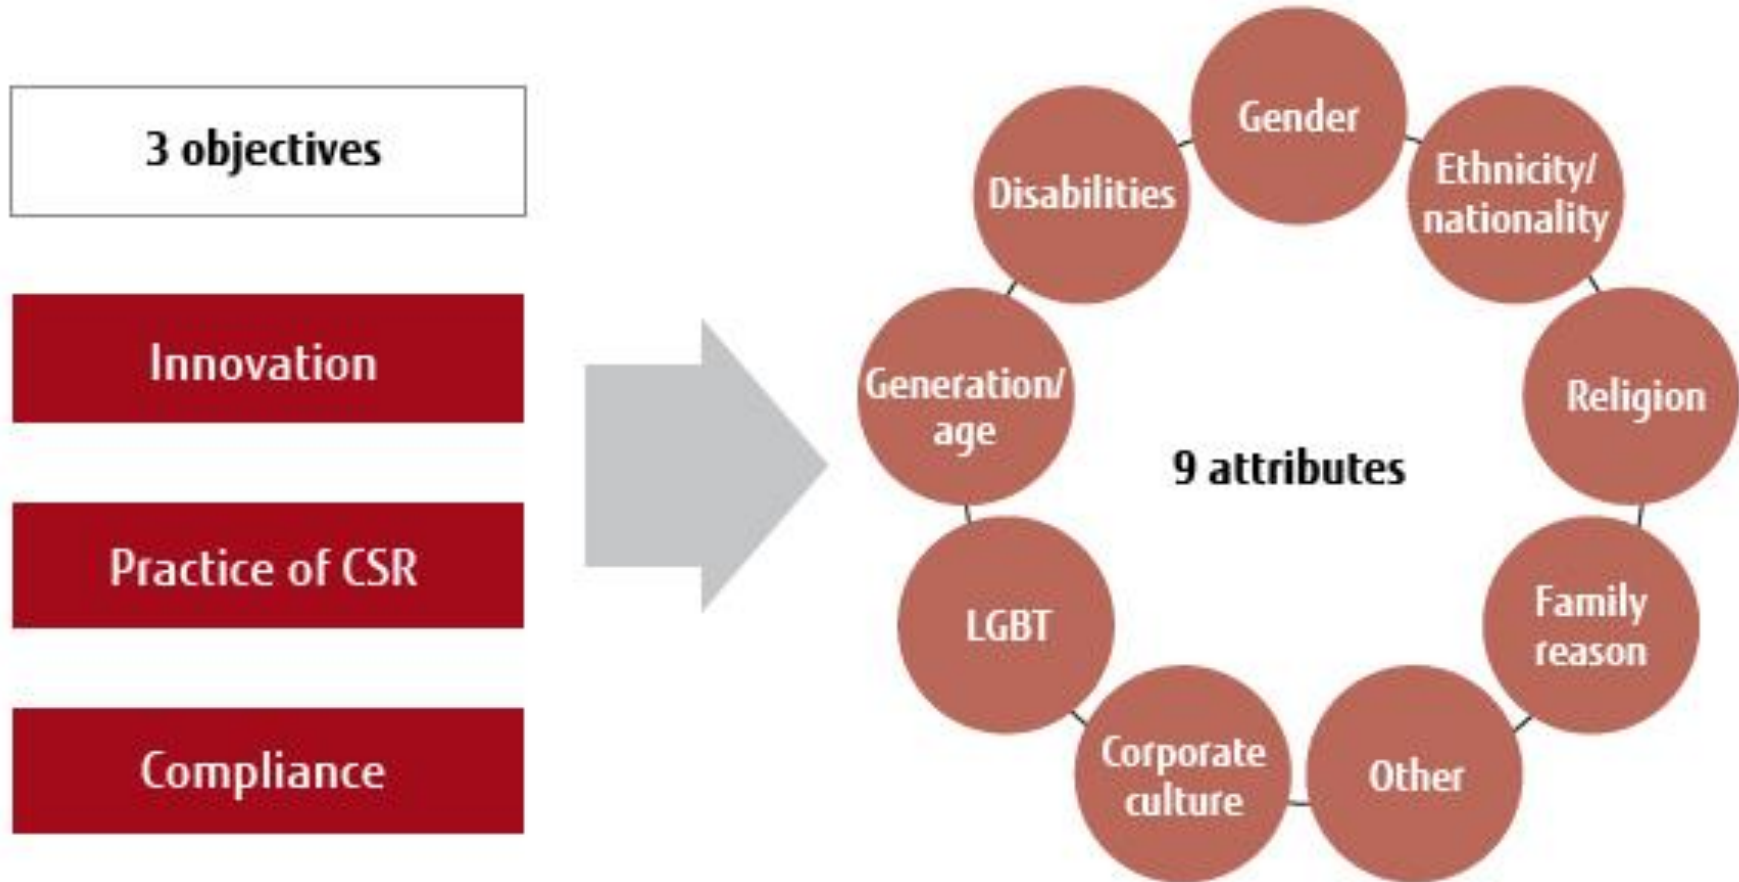 3 objectives
Innovation
Practice of CSR
Compliance
Gender
Ethnicity/
nationality
Religion
Family
reason
Other
Corporate
culture
LGBT
Generation/
age
Disabilities
9 attributes